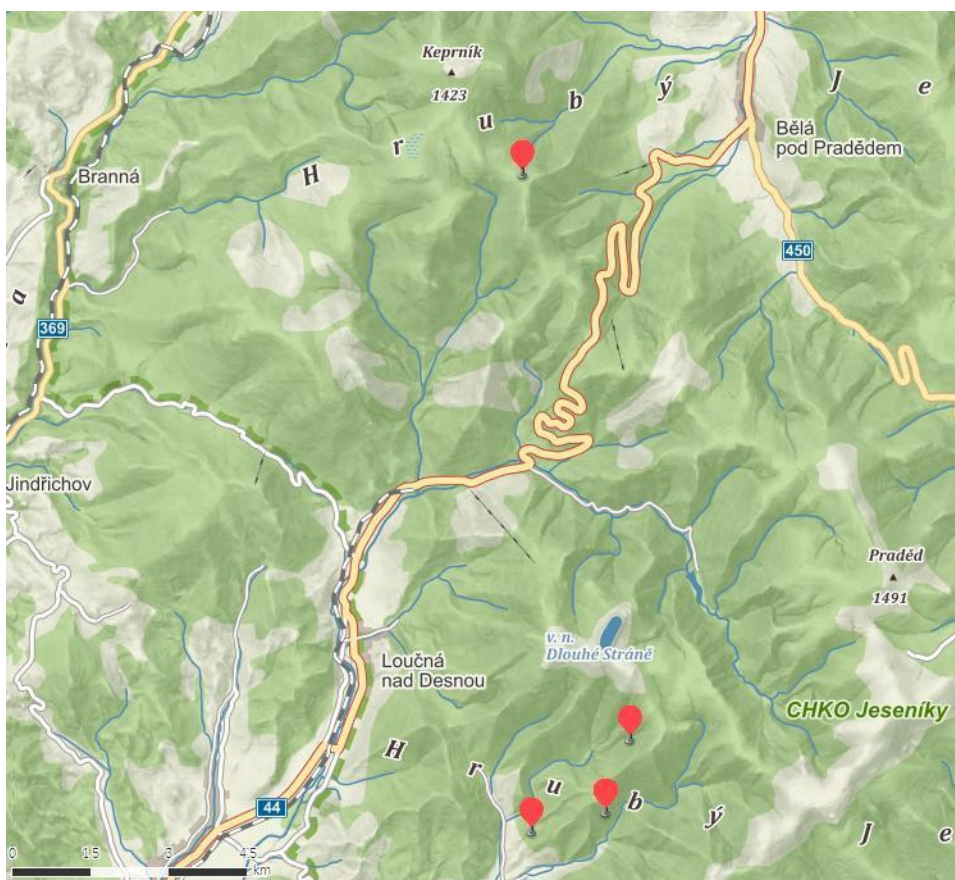 Keprník
1423
H r u b ý J e
Bělá
pod Pradědem
Branná
450
a
369
Jindřichov
Praděd
1491
v. n.
Dlouhé Stráně
Loučná
nad Desnou
CHKO Jeseníky
H r u b ý J e
44
0 1.5 3 4.5
km